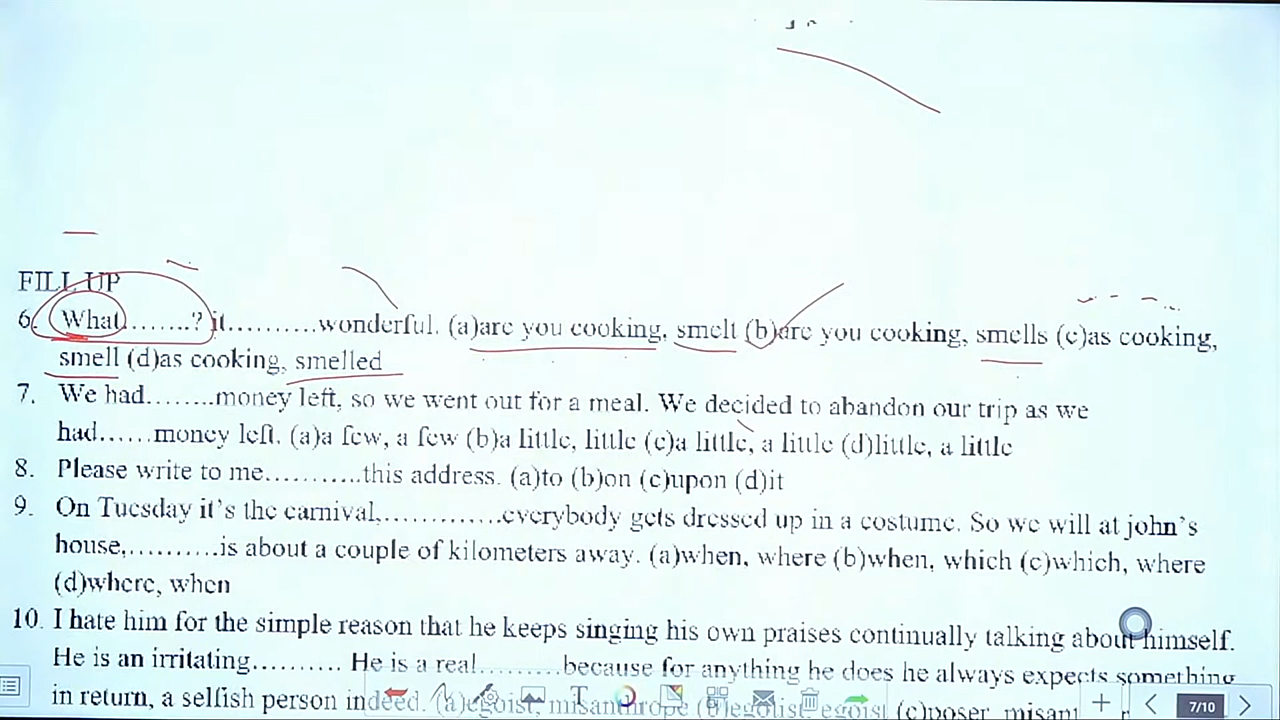 FILL UP
6. What........? it..........wonderful. (a)are you cooking, smelt (b)are you cooking, smells (c)as cooking,
smell (d)as cooking, smelled
7. We had........money left, so we went out for a meal. We decided to abandon our trip as we
had......money left. (a)a few, a few (b)a little, little (c)a little, a little (d)little, a little
8. Please write to me...........this address. (a)to (b)on (c)upon (d)it
9. On Tuesday it's the carnival,.............everybody gets dressed up in a costume. So we will at john's
house,..........is about a couple of kilometers away. (a)when, where (b)when, which (c)which, where
(d)where, when
10. I hate him for the simple reason that he keeps singing his own praises continually talking about himself.
He is an irritating.......... He is a real.........because for anything he does he always expects something
in return, a selfish person indeed. (a)egoist, misanthrope (b)egotist, egoist (c)poser, misant
7/10